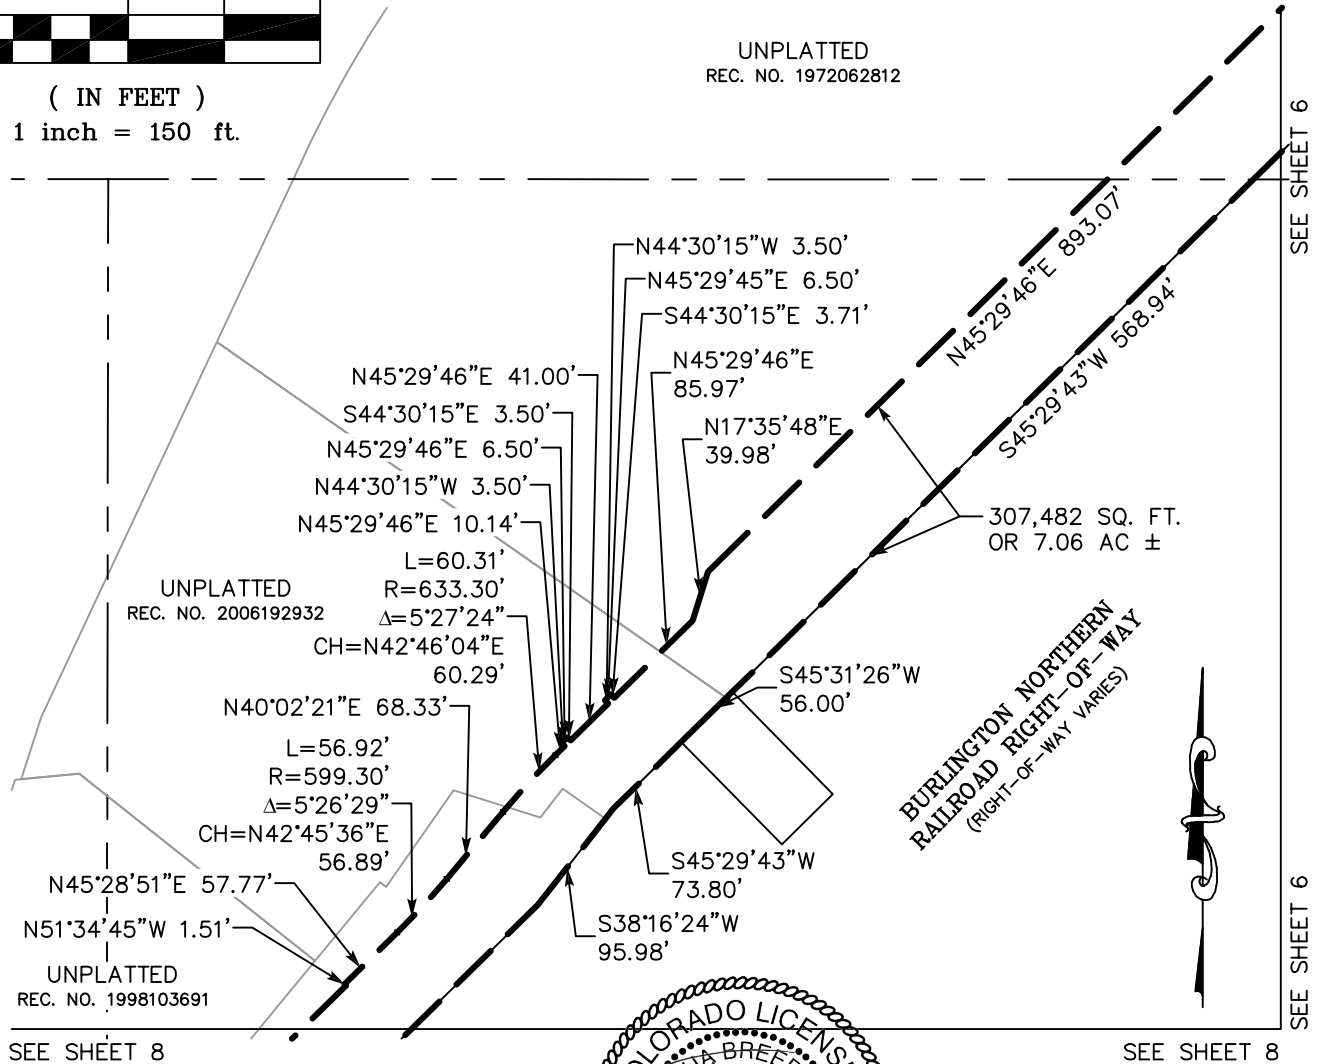 ( IN FEET )
1 inch = 150 ft.
UNPLATTED
REC. NO. 1972062812
SEE SHEET 6
N44°30'15"W 3.50'
N45°29'45"E 6.50'
S44°30'15"E 3.71'
N45°29'46"E
85.97'
N17°35'48"E
39.98'
N45°29'46"E 893.07'
S45°29'43"W 568.94'
N45°29'46"E 41.00'
S44°30'15"E 3.50'
N45°29'46"E 6.50'
N44°30'15"W 3.50'
N45°29'46"E 10.14'
L=60.31'
R=633.30'
Δ=5°27'24"
CH=N42°46'04"E
60.29'
307,482 SQ. FT.
OR 7.06 AC ±
UNPLATTED
REC. NO. 2006192932
N40°02'21"E 68.33'
L=56.92'
R=599.30'
Δ=5°26'29"
CH=N42°45'36"E
56.89'
S45°31'26"W
56.00'
BURLINGTON NORTHERN
RAILROAD RIGHT-OF-WAY
(RIGHT-OF-WAY VARIES)
S45°29'43"W
73.80'
S38°16'24"W
95.98'
N45°28'51"E 57.77'
N51°34'45"W 1.51'
UNPLATTED
REC. NO. 1998103691
SEE SHEET 6
SEE SHEET 8
SEE SHEET 8